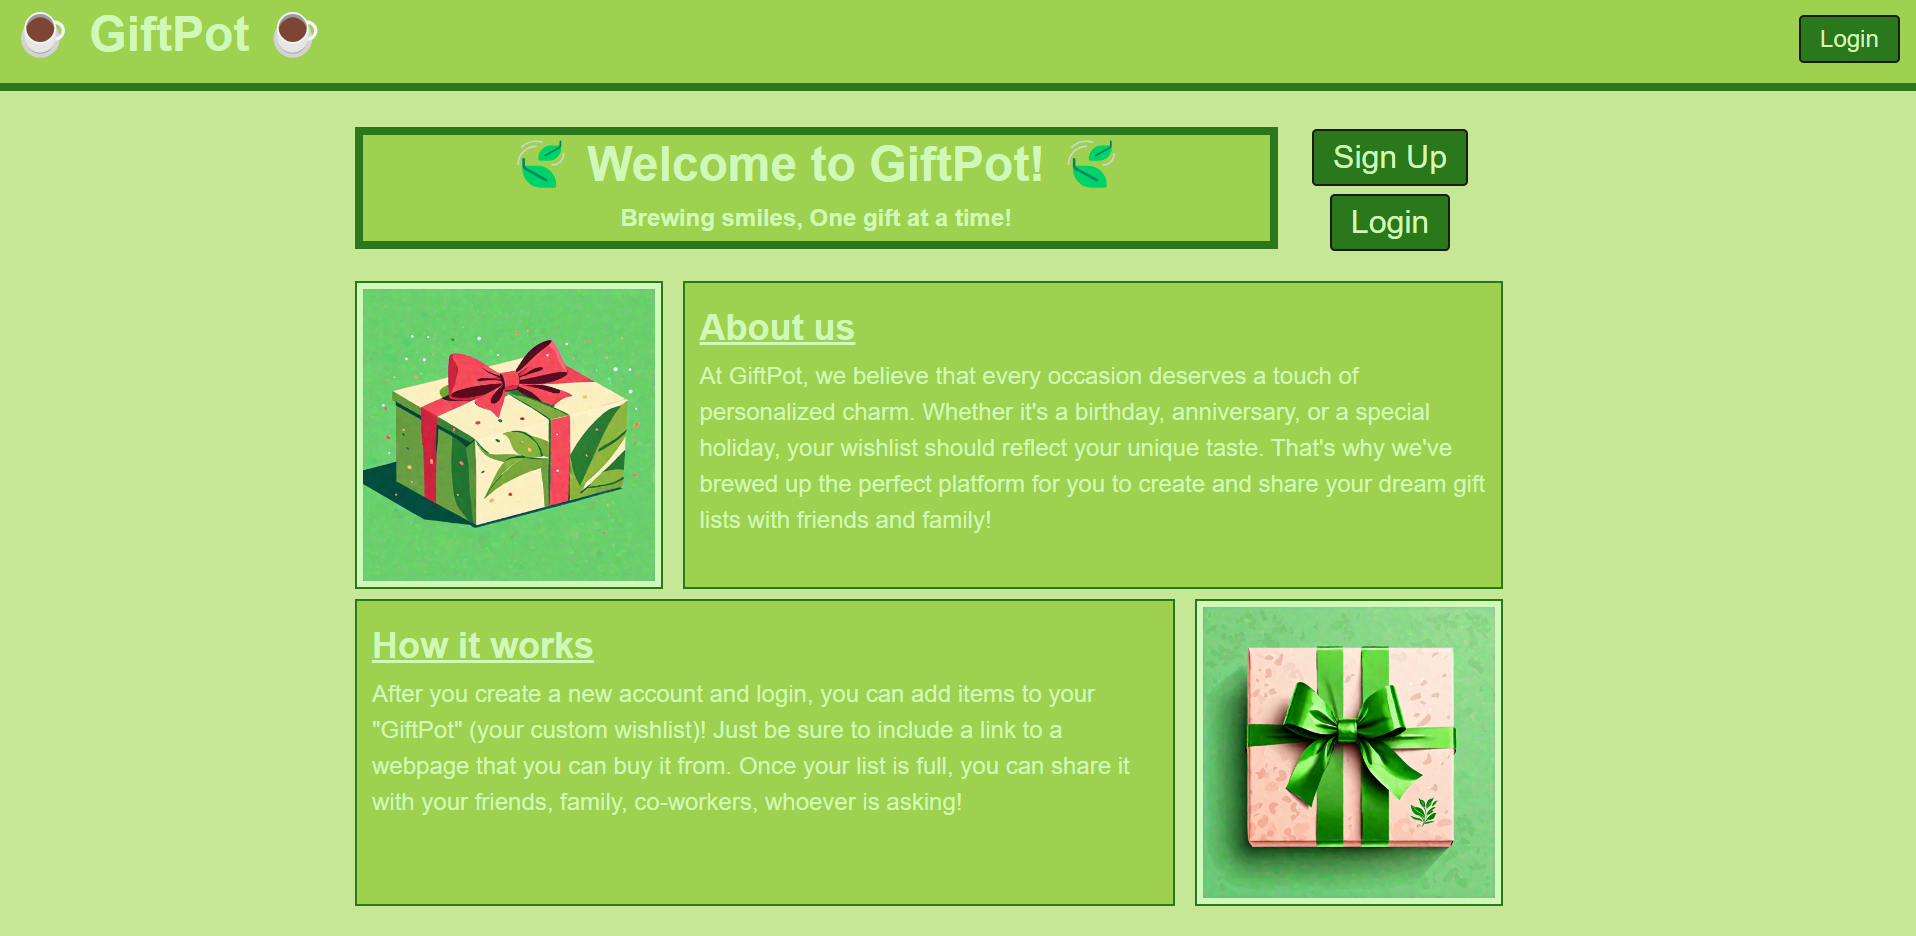 GiftPot
Login
Welcome to GiftPot!
Brewing smiles, One gift at a time!
Sign Up
Login
About us
At GiftPot, we believe that every occasion deserves a touch of
personalized charm. Whether it's a birthday, anniversary, or a special
holiday, your wishlist should reflect your unique taste. That's why we've
brewed up the perfect platform for you to create and share your dream gift
lists with friends and family!
How it works
After you create a new account and login, you can add items to your
"GiftPot" (your custom wishlist)! Just be sure to include a link to a
webpage that you can buy it from. Once your list is full, you can share it
with your friends, family, co-workers, whoever is asking!